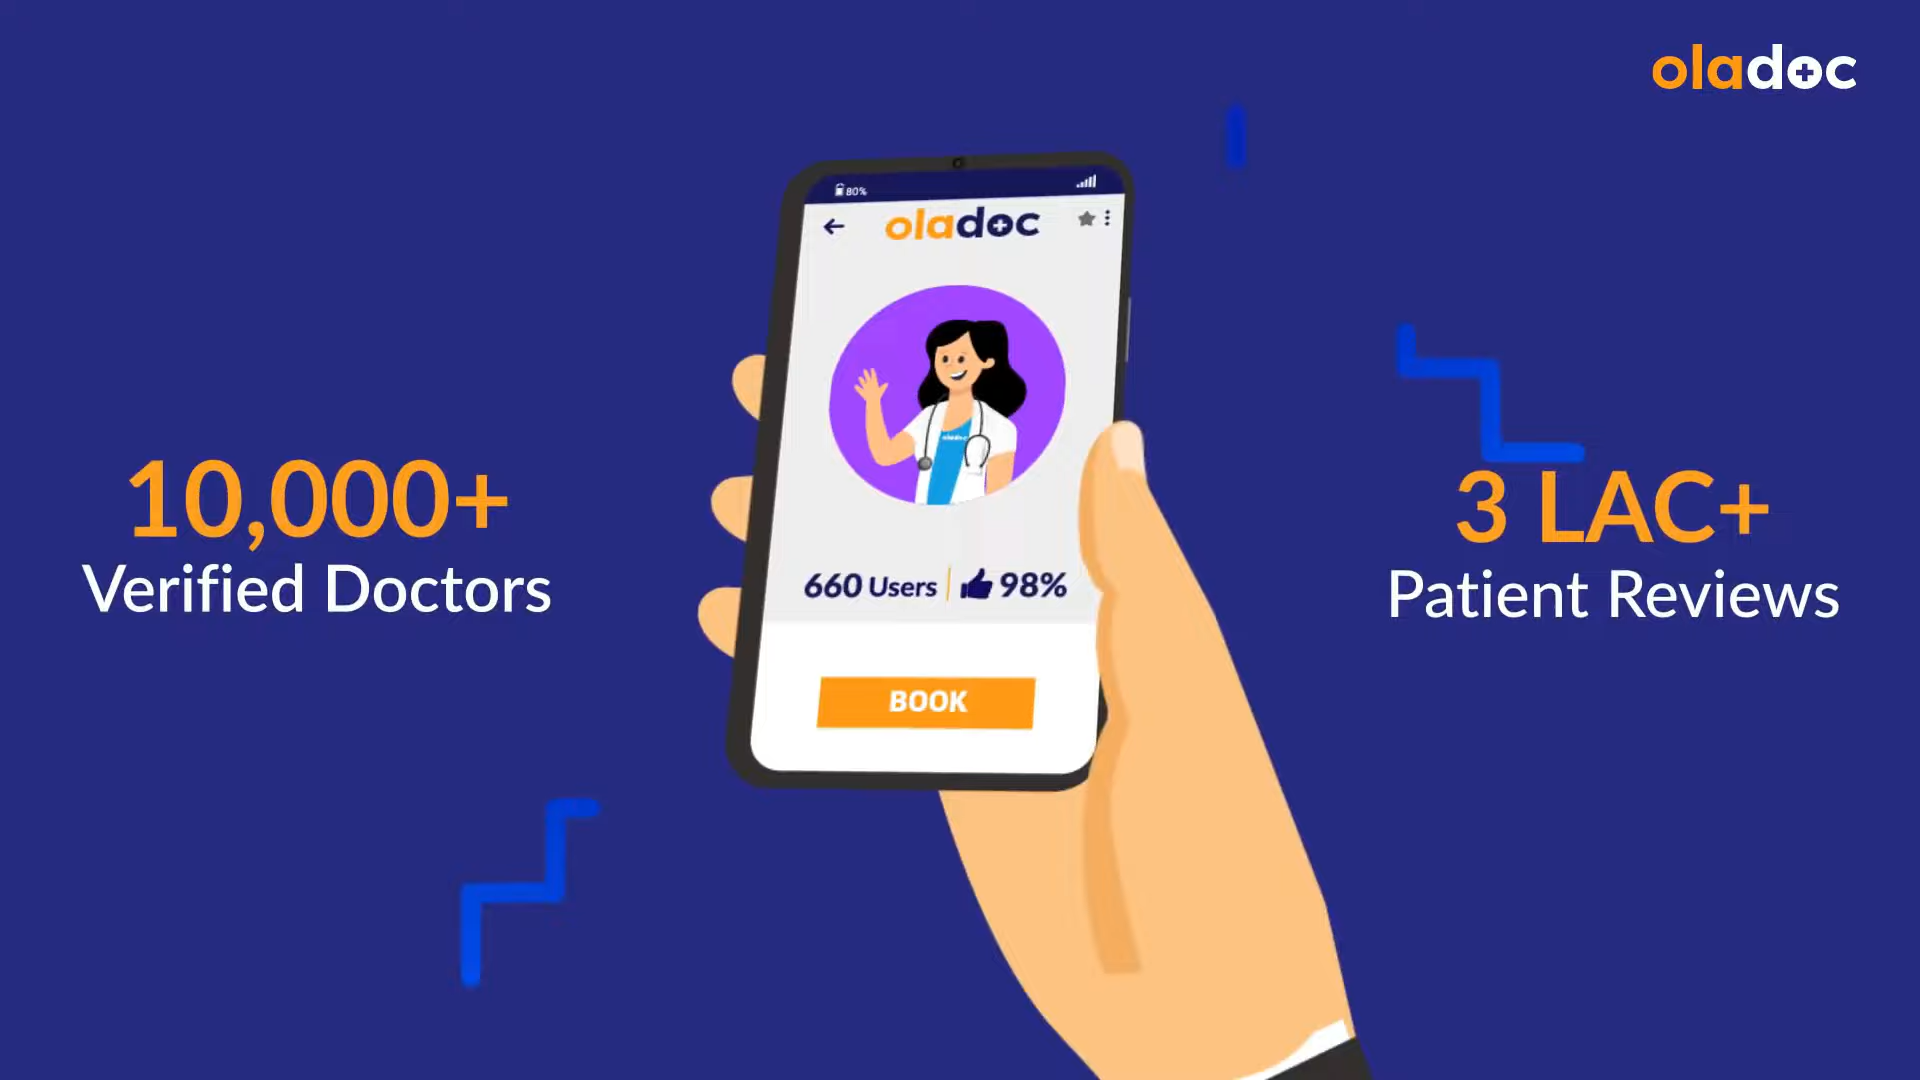 oladoc
80%
oladoc
660 Users 98%
BOOK
10,000+
Verified Doctors
3 LAC+
Patient Reviews